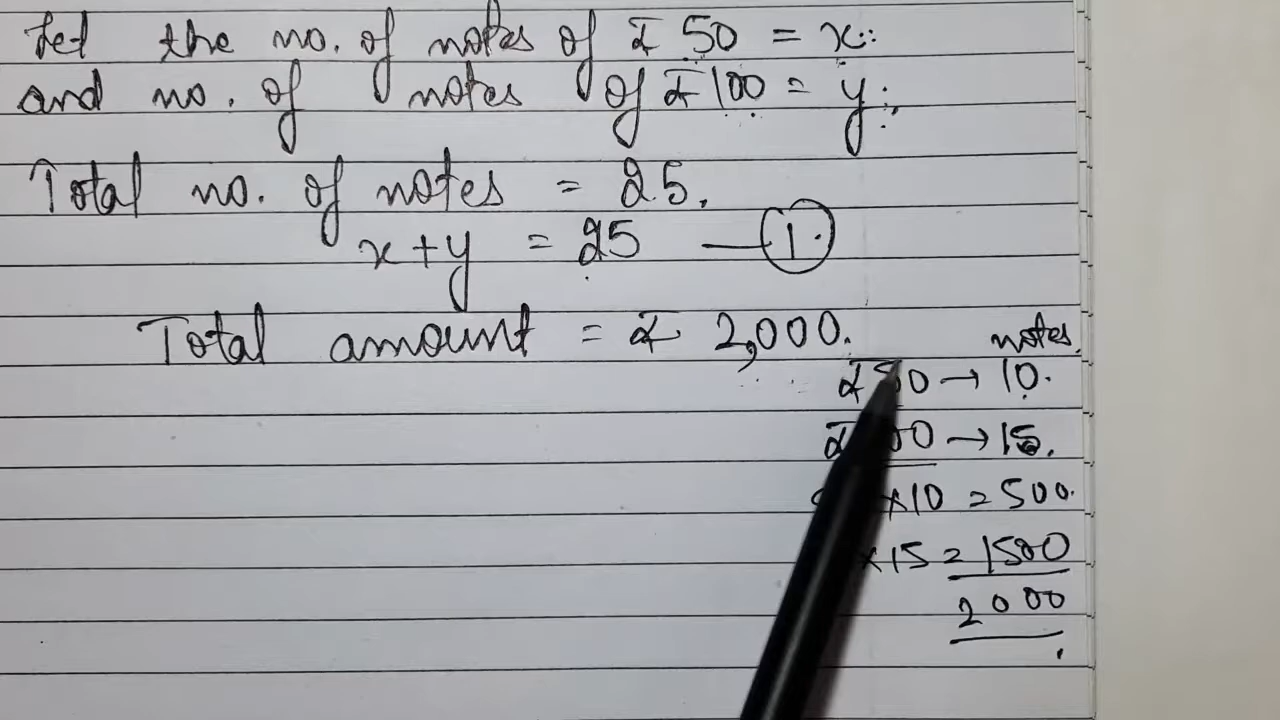 Let the no. of notes of ₹ 50 = x.
and no. of notes of ₹ 100 = y.
Total no. of notes = 25.
x + y = 25 — 1.
Total amount = ₹ 2,000.
notes
₹ 50 → 10.
→ 15.
×10 = 500.
×15 = 1500
2000